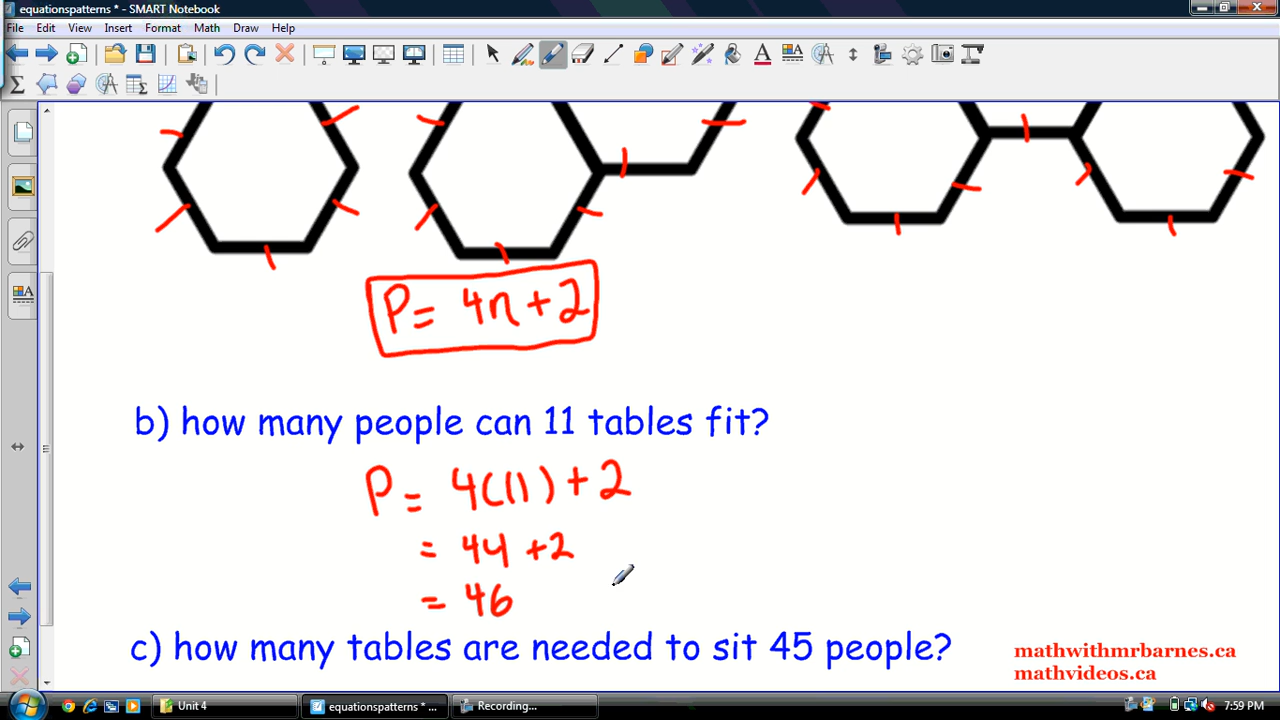 equationspatterns * - SMART Notebook
File Edit View Insert Format Math Draw Help
P = 4n + 2
b) how many people can 11 tables fit?
P = 4(11) + 2
= 44 + 2
= 46
c) how many tables are needed to sit 45 people?
mathwithmrbarnes.ca
mathvideos.ca
Unit 4
equationspatterns * ...
Recording...
7:59 PM